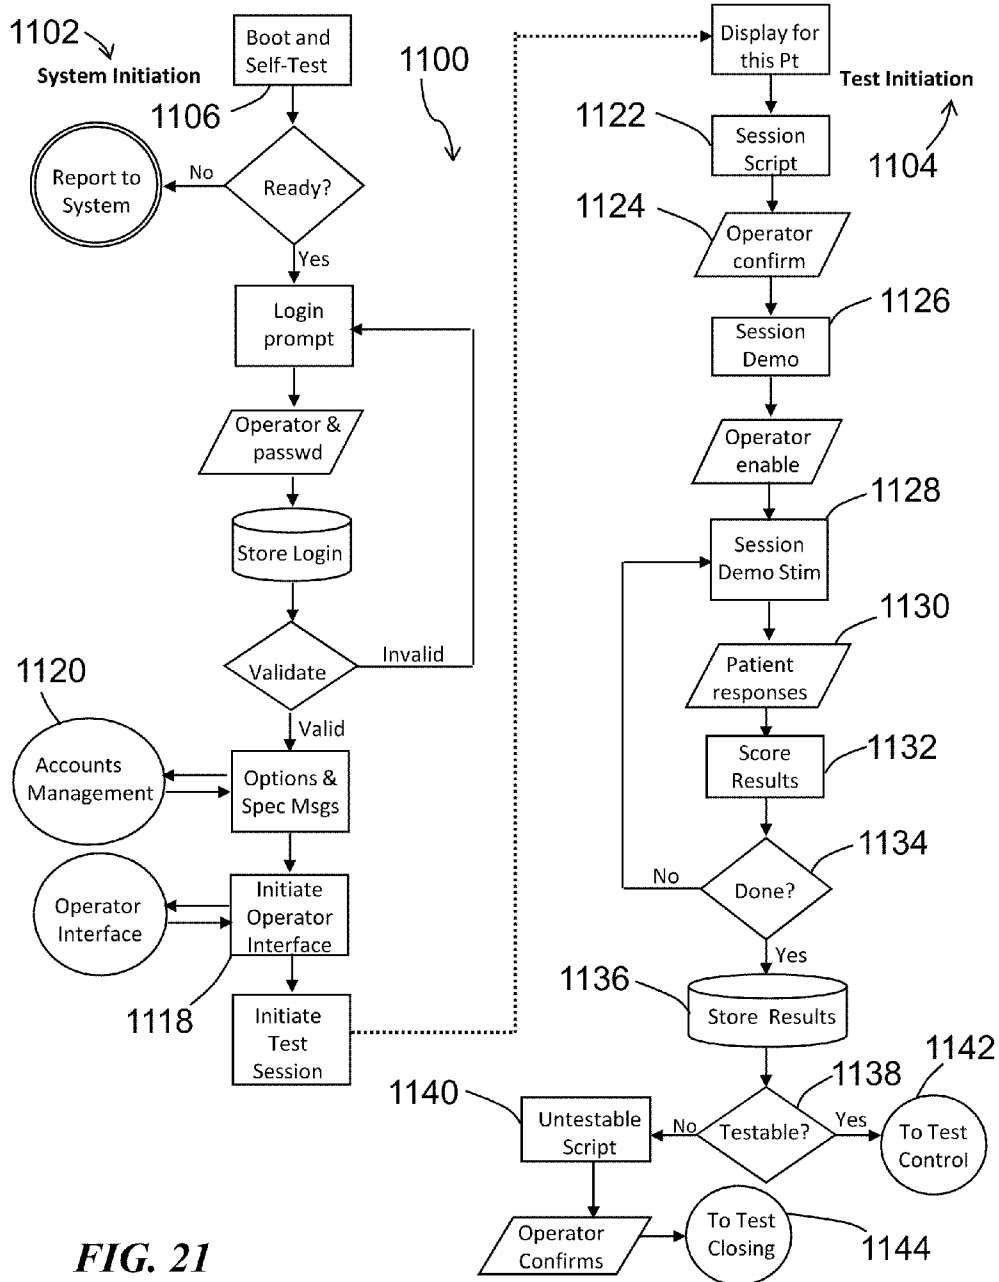 1102
System Initiation
Boot and
Self-Test
1106
1100
Report to
System
No
Ready?
Yes
Login
prompt
Operator &
passwd
Store Login
Validate
Invalid
Valid
1120
Accounts
Management
Options &
Spec Msgs
Operator
Interface
Initiate
Operator
Interface
1118
Initiate
Test
Session
Display for
this Pt
Test Initiation
1104
1122
Session
Script
1124
Operator
confirm
1126
Session
Demo
Operator
enable
1128
Session
Demo Stim
1130
Patient
responses
1132
Score
Results
1134
Done?
No
Yes
1136
Store Results
1138
Testable?
No
Yes
1142
To Test
Control
1140
Untestable
Script
Operator
Confirms
To Test
Closing
1144
FIG. 21